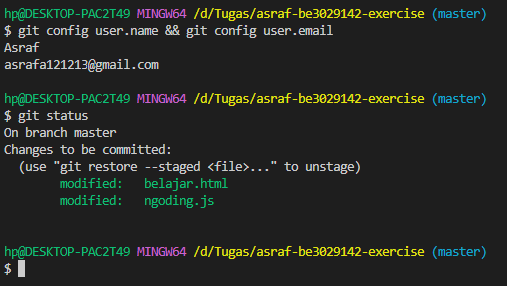 hp@DESKTOP-PAC2T49 MINGW64 /d/Tugas/asraf-be3029142-exercise (master)
$ git config user.name && git config user.email
Asraf
asrafa121213@gmail.com
hp@DESKTOP-PAC2T49 MINGW64 /d/Tugas/asraf-be3029142-exercise (master)
$ git status
On branch master
Changes to be committed:
  (use "git restore --staged <file>..." to unstage)
        modified:   belajar.html
        modified:   ngoding.js
hp@DESKTOP-PAC2T49 MINGW64 /d/Tugas/asraf-be3029142-exercise (master)
$